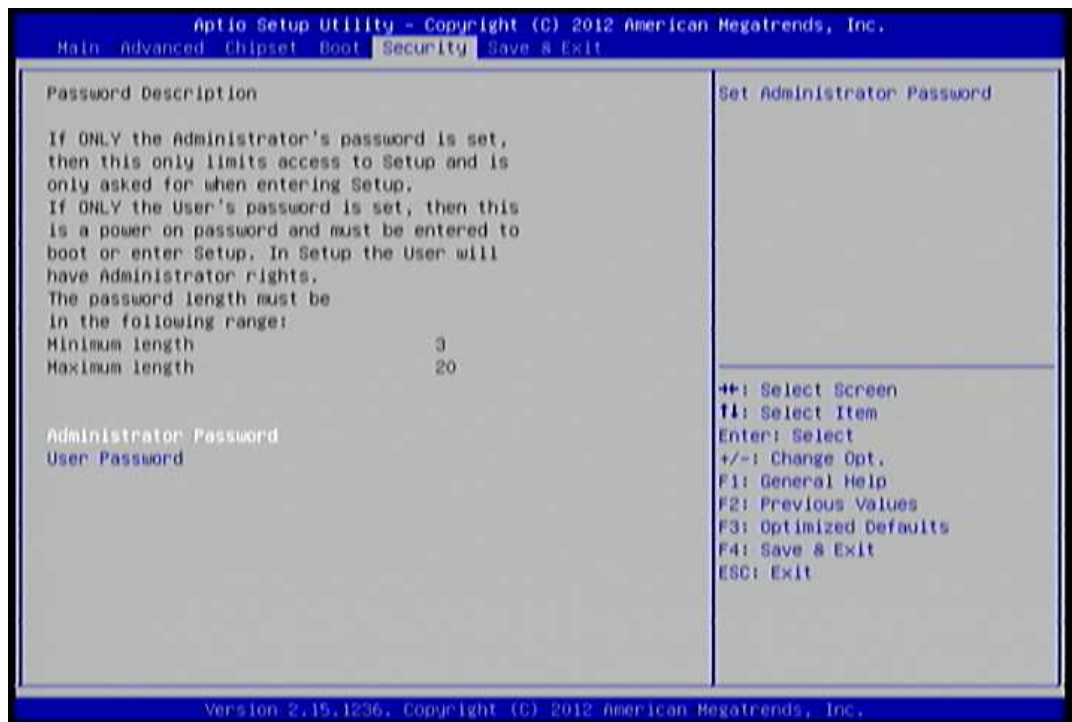 Aptio Setup Utility - Copyright (C) 2012 American Megatrends, Inc.
Main Advanced Chipset Boot Security Save & Exit
Password Description
If ONLY the Administrator's password is set,
then this only limits access to Setup and is
only asked for when entering Setup.
If ONLY the User's password is set, then this
is a power on password and must be entered to
boot or enter Setup. In Setup the User will
have Administrator rights.
The password length must be
in the following range:
Minimum length 3
Maximum length 20
Administrator Password
User Password
Set Administrator Password
→←: Select Screen
↑↓: Select Item
Enter: Select
+/-: Change Opt.
F1: General Help
F2: Previous Values
F3: Optimized Defaults
F4: Save & Exit
ESC: Exit
Version 2.15.1236. Copyright (C) 2012 American Megatrends, Inc.